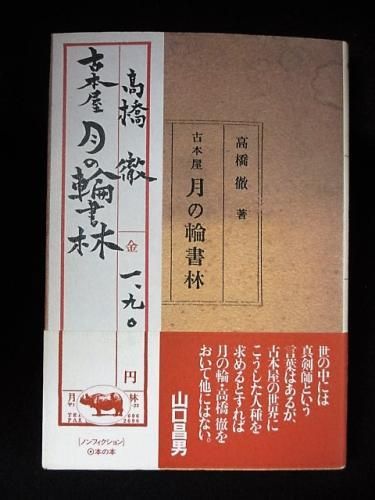 高橋徹
古本屋
月の輪書林
金一、九〇
円
高橋徹 著
古本屋
月の輪書林
世の中には
真剣師という
言葉はあるが、
古本屋の世界に
こうした人種を
求めるとすれば
月の輪・高橋徹を
おいて他にはない。
山口昌男
月
林
[ノンフィクション]
本の本